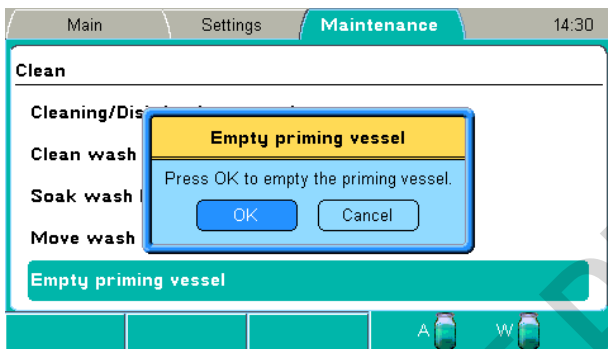 Main Settings Maintenance 14:30
Clean
Cleaning/
Empty priming vessel
Clean wash
Press OK to empty the priming vessel.
Soak wash
OK Cancel
Move wash
Empty priming vessel
A W